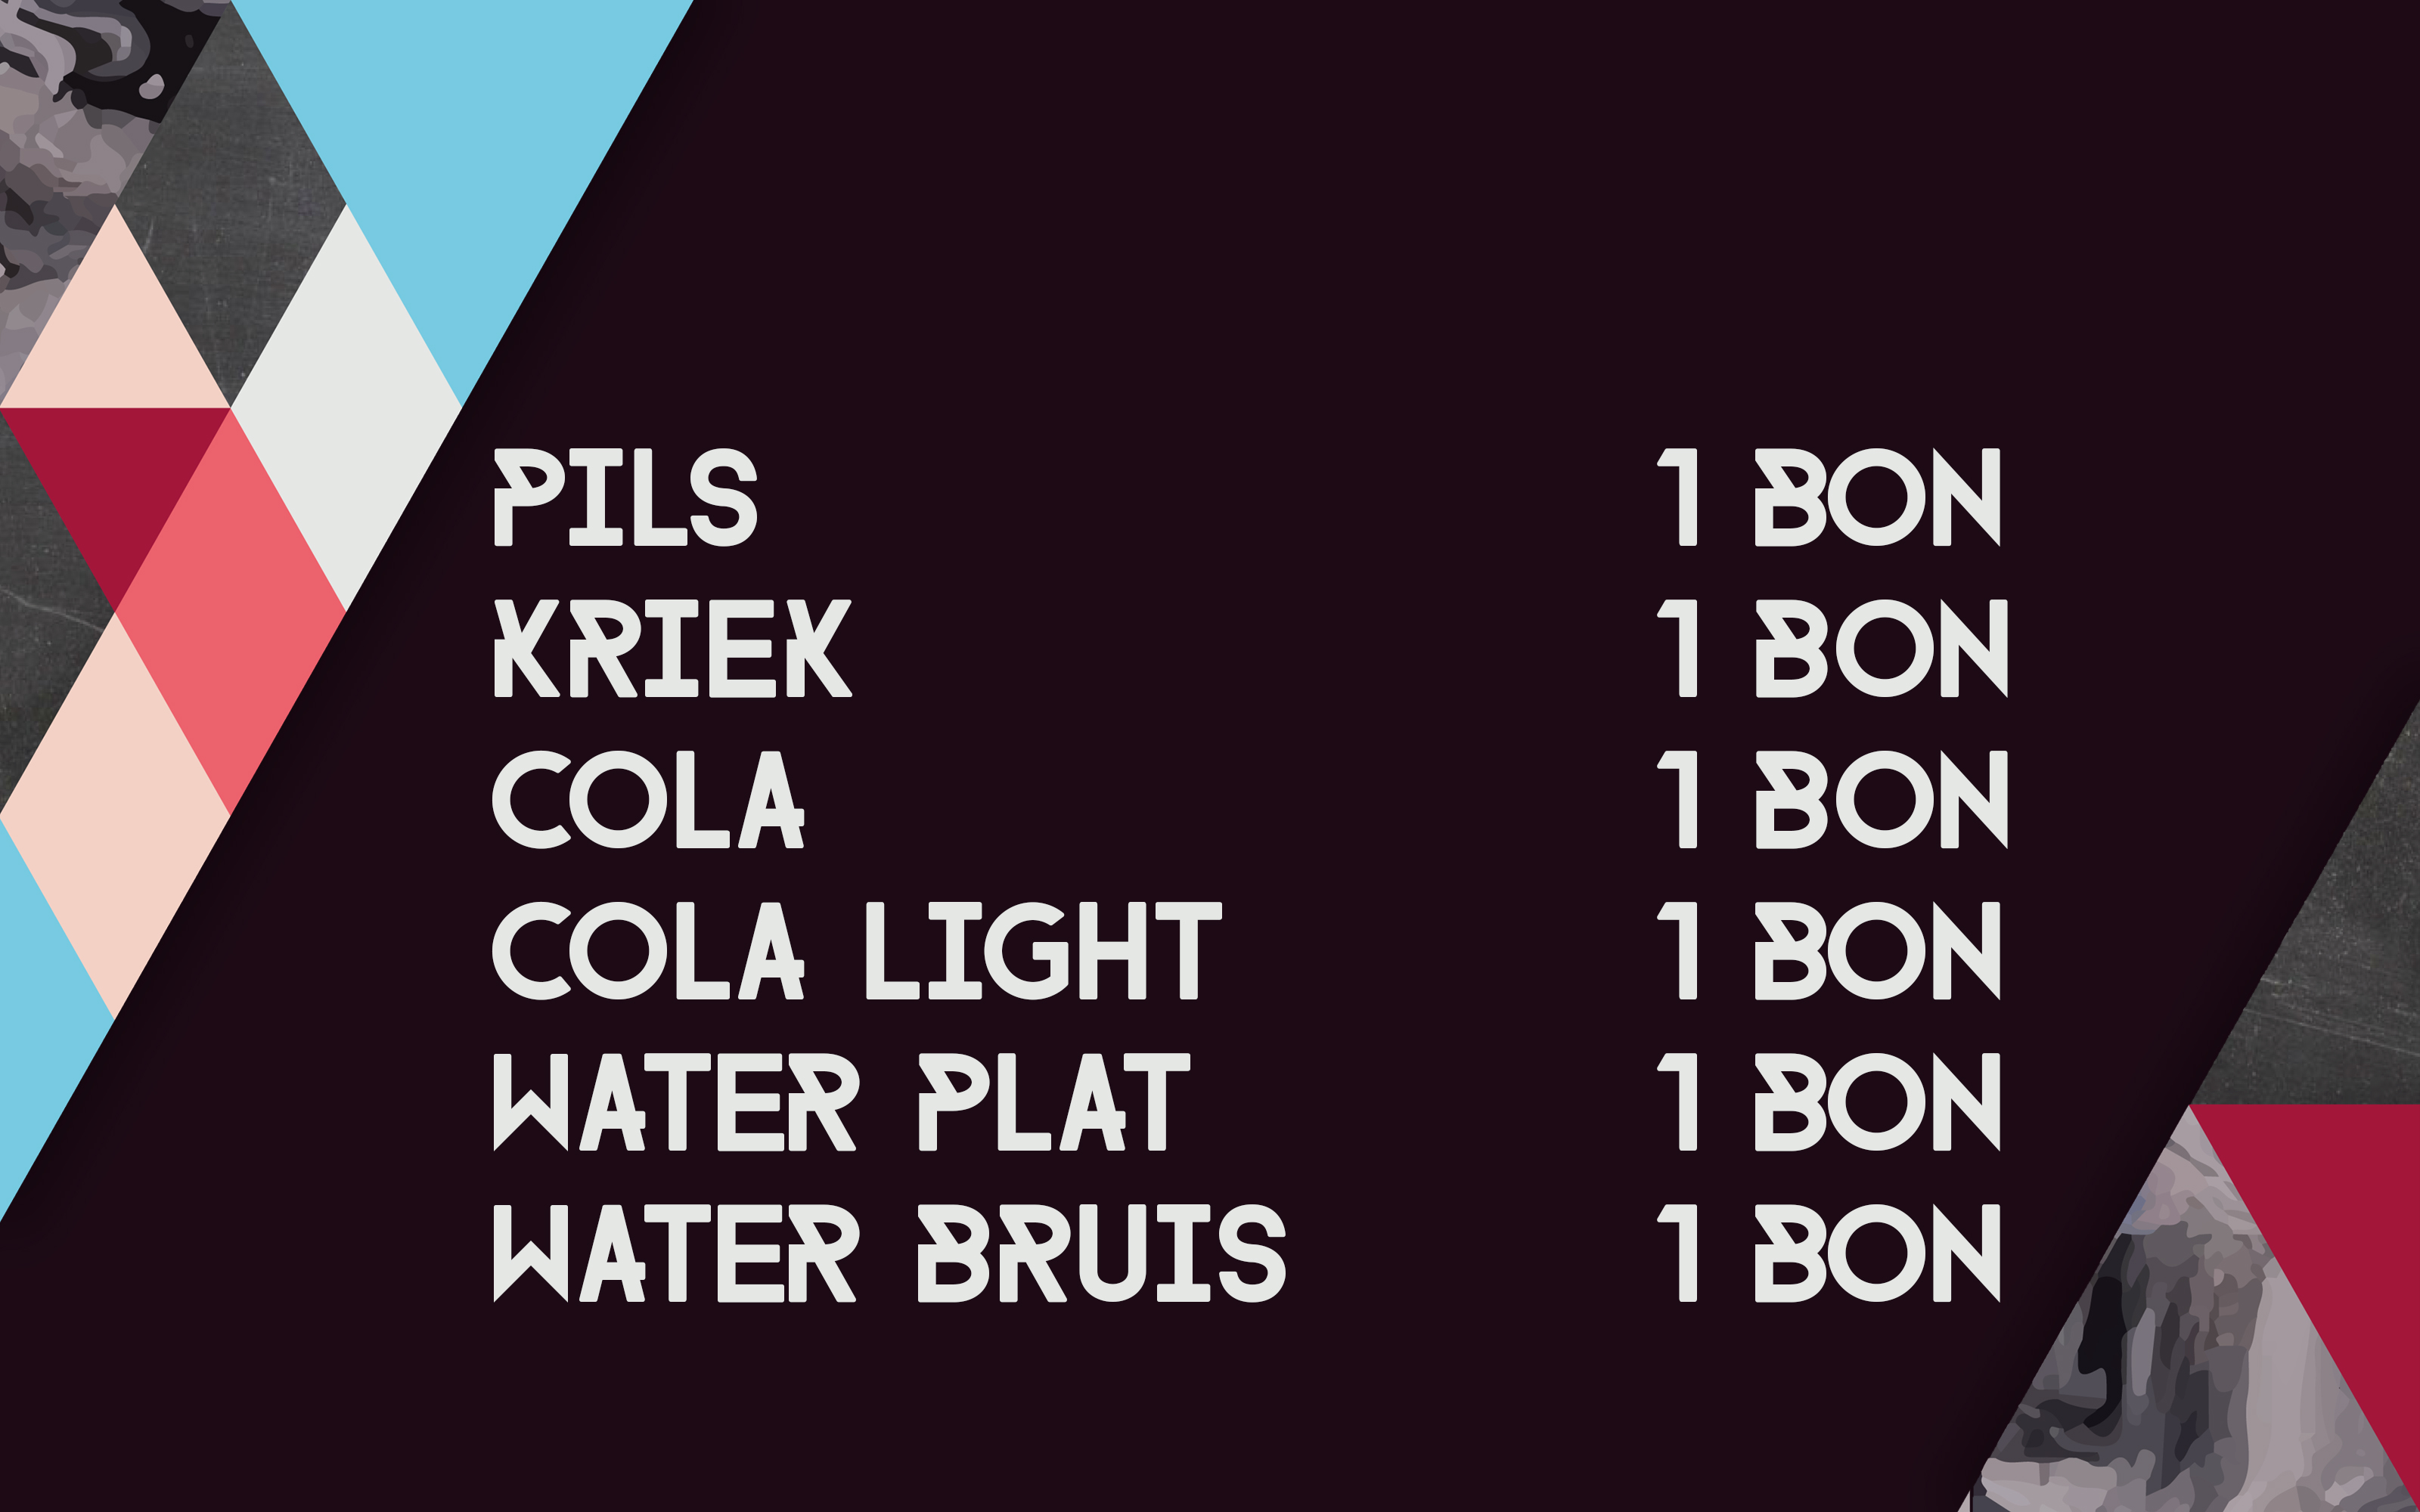 PILS 1 BON
KRIEK 1 BON
COLA 1 BON
COLA LIGHT 1 BON
WATER PLAT 1 BON
WATER BRUIS 1 BON